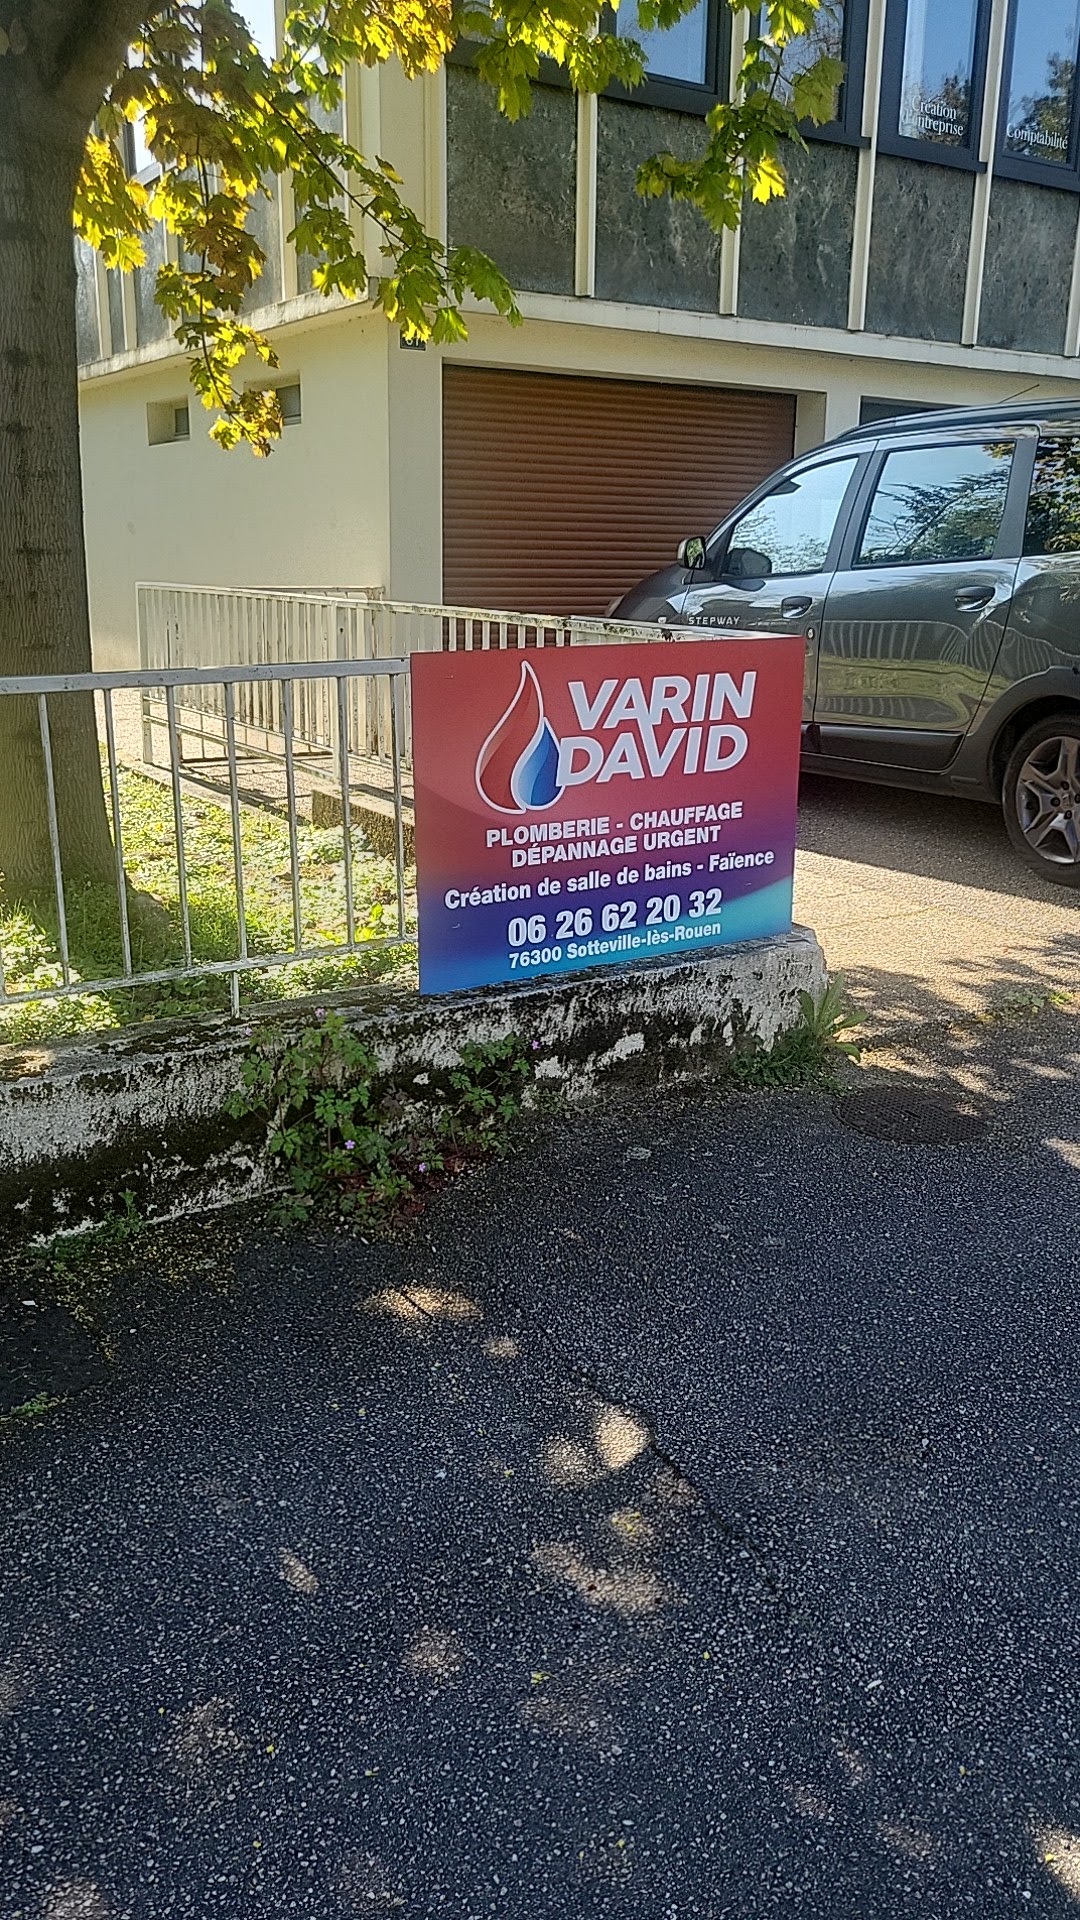 Création
d'entreprise
Comptabilité
STEPWAY
VARIN
DAVID
PLOMBERIE - CHAUFFAGE
DÉPANNAGE URGENT
Création de salle de bains - Faïence
06 26 62 20 32
76300 Sotteville-lès-Rouen